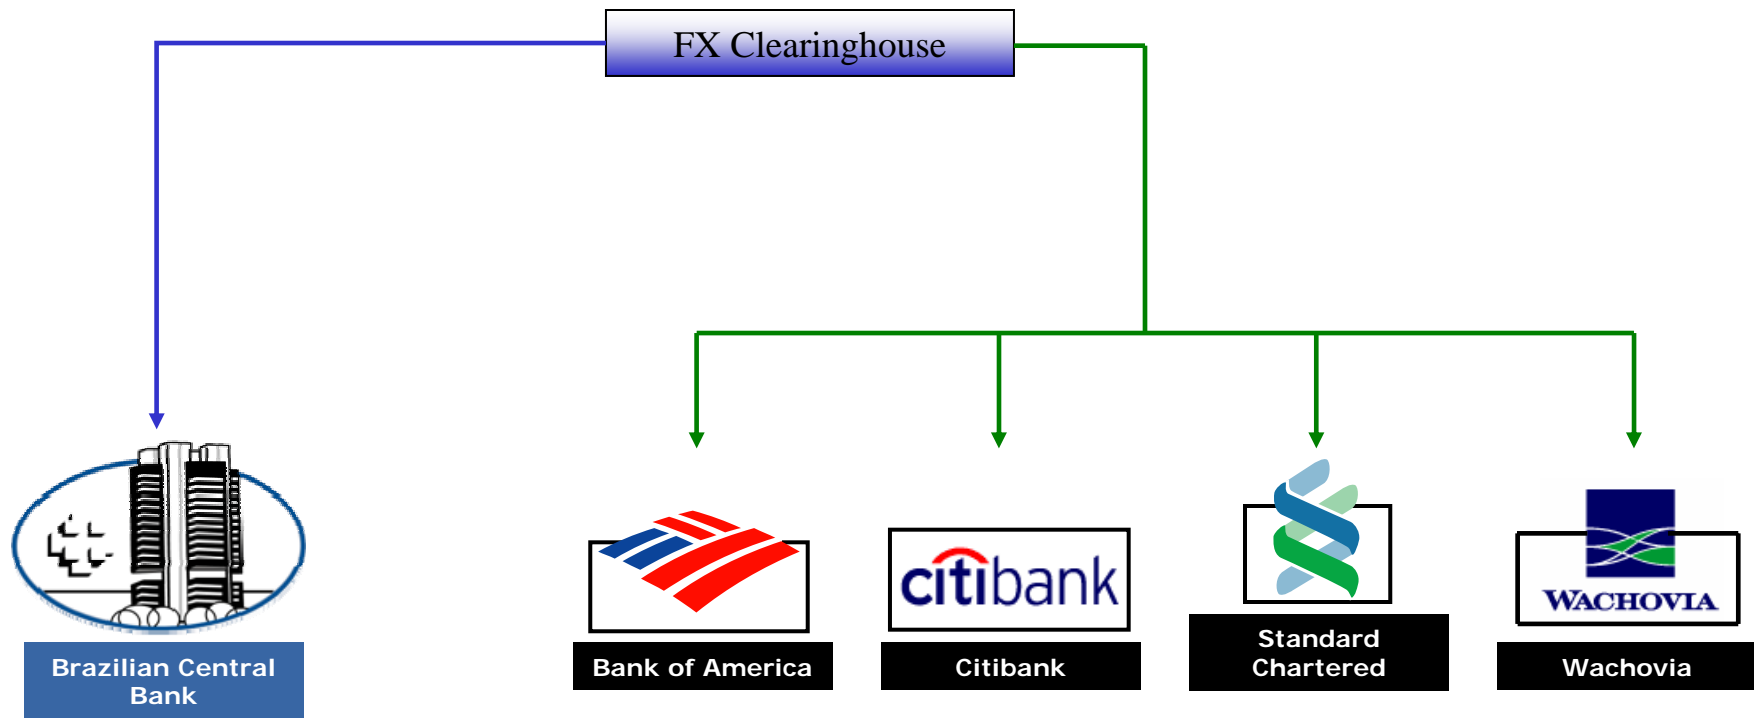 FX Clearinghouse
citibank
WACHOVIA
Brazilian Central
Bank
Bank of America
Citibank
Standard
Chartered
Wachovia